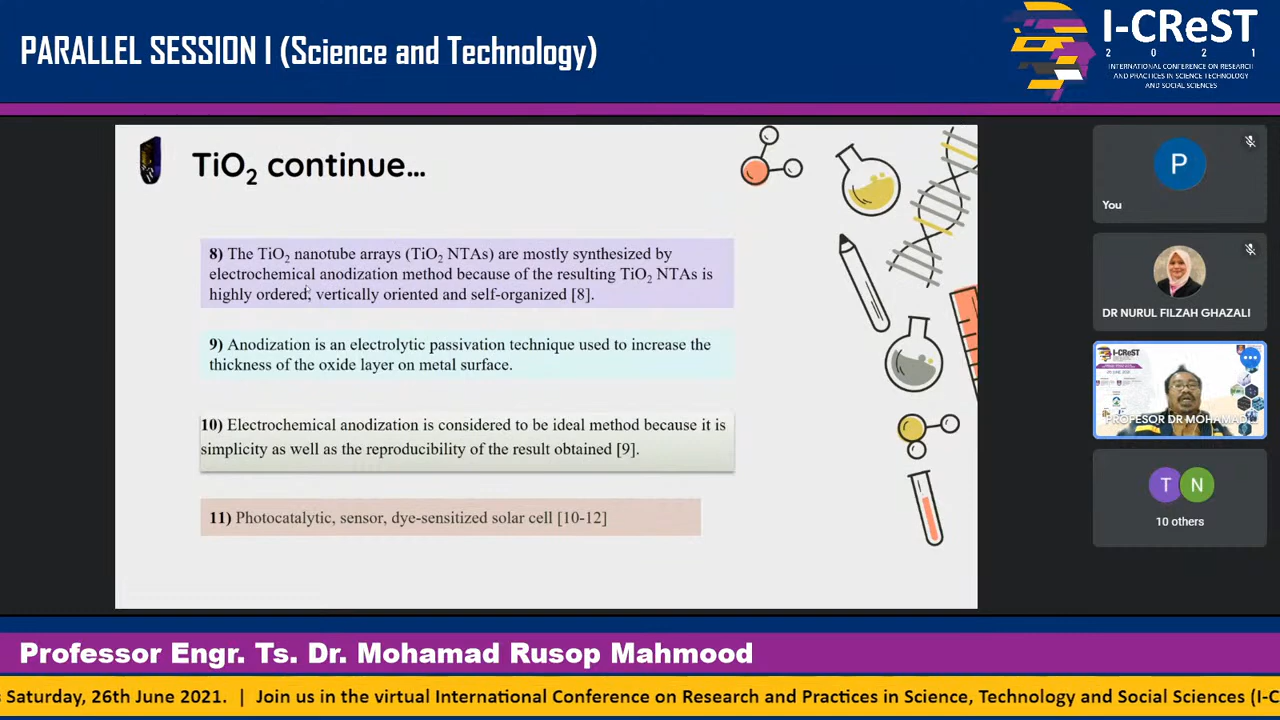 PARALLEL SESSION I (Science and Technology)
I-CReST
2 0 2 1
INTERNATIONAL CONFERENCE ON RESEARCH
AND PRACTICES IN SCIENCE TECHNOLOGY
AND SOCIAL SCIENCES
TiO2 continue...
8) The TiO2 nanotube arrays (TiO2 NTAs) are mostly synthesized by
electrochemical anodization method because of the resulting TiO2 NTAs is
highly ordered, vertically oriented and self-organized [8].
9) Anodization is an electrolytic passivation technique used to increase the
thickness of the oxide layer on metal surface.
10) Electrochemical anodization is considered to be ideal method because it is
simplicity as well as the reproducibility of the result obtained [9].
11) Photocatalytic, sensor, dye-sensitized solar cell [10-12]
P
You
DR NURUL FILZAH GHAZALI
I-CReST
PROFESOR DR MOHAMAD
T N
10 others
Professor Engr. Ts. Dr. Mohamad Rusop Mahmood
s Saturday, 26th June 2021. | Join us in the virtual International Conference on Research and Practices in Science, Technology and Social Sciences (I-C